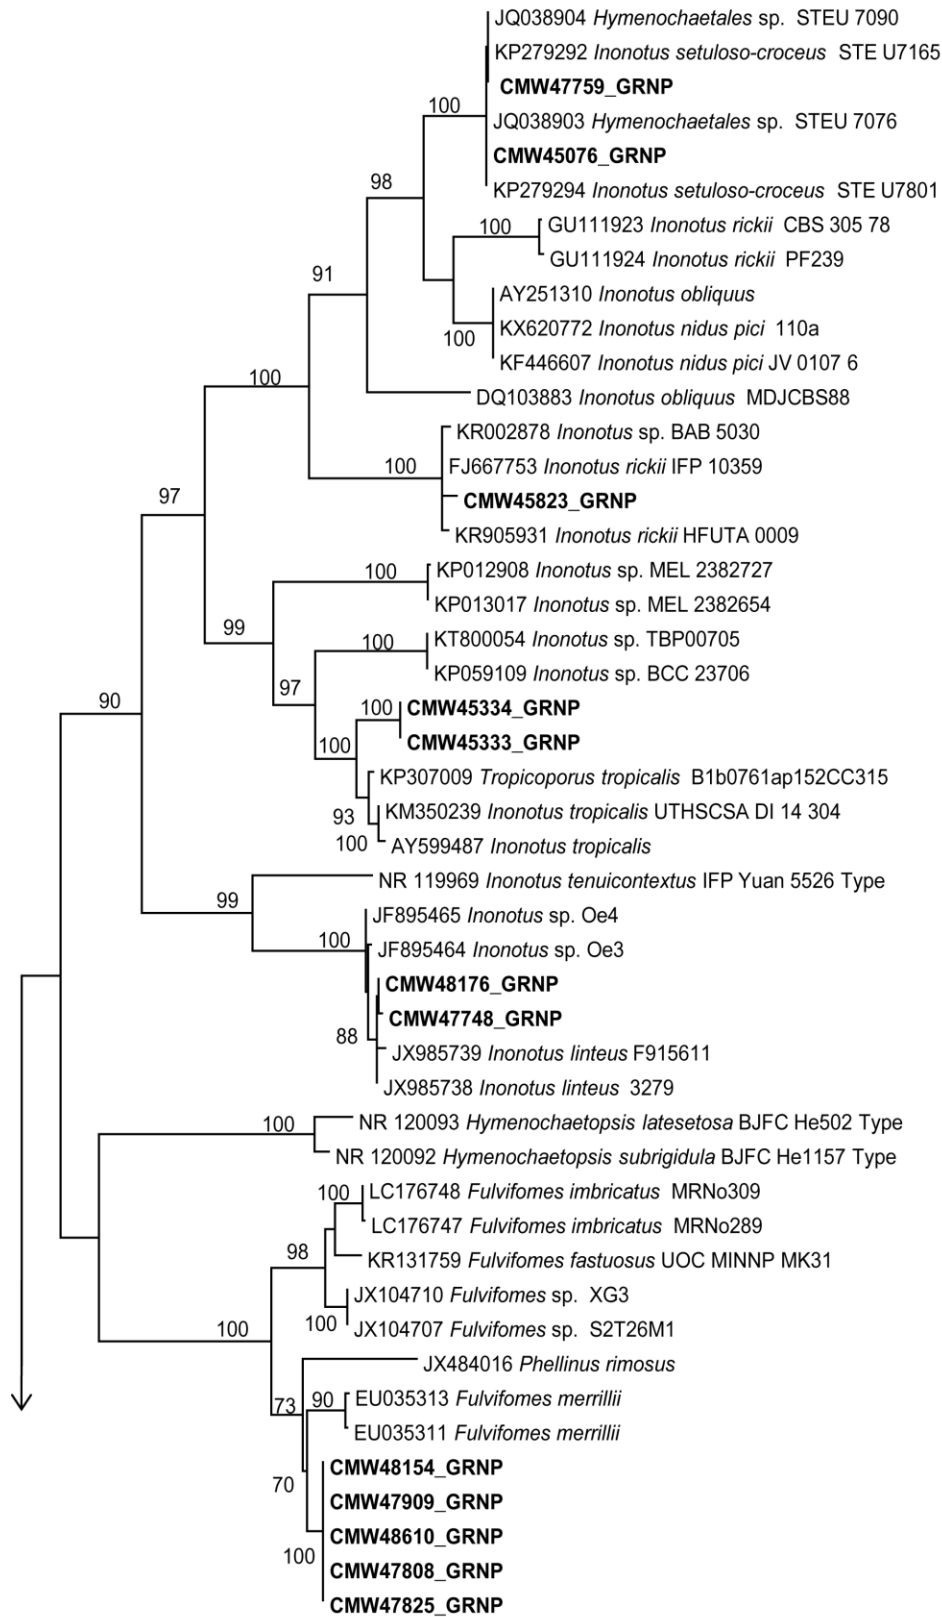 JQ038904 Hymenochaetales sp. STEU 7090
KP279292 Inonotus setuloso-croceus STE U7165
CMW47759_GRNP
100
JQ038903 Hymenochaetales sp. STEU 7076
CMW45076_GRNP
98
KP279294 Inonotus setuloso-croceus STE U7801
100
GU111923 Inonotus rickii CBS 305 78
GU111924 Inonotus rickii PF239
91
AY251310 Inonotus obliquus
KX620772 Inonotus nidus pici 110a
100
KF446607 Inonotus nidus pici JV 0107 6
100
DQ103883 Inonotus obliquus MDJCBS88
KR002878 Inonotus sp. BAB 5030
100
FJ667753 Inonotus rickii IFP 10359
97
CMW45823_GRNP
KR905931 Inonotus rickii HFUTA 0009
100
KP012908 Inonotus sp. MEL 2382727
KP013017 Inonotus sp. MEL 2382654
99
100
KT800054 Inonotus sp. TBP00705
KP059109 Inonotus sp. BCC 23706
97
90
100
CMW45334_GRNP
CMW45333_GRNP
100
KP307009 Tropicoporus tropicalis B1b0761ap152CC315
KM350239 Inonotus tropicalis UTHSCSA DI 14 304
93
100
AY599487 Inonotus tropicalis
NR 119969 Inonotus tenuicontextus IFP Yuan 5526 Type
99
JF895465 Inonotus sp. Oe4
100
JF895464 Inonotus sp. Oe3
CMW48176_GRNP
CMW47748_GRNP
88
JX985739 Inonotus linteus F915611
JX985738 Inonotus linteus 3279
100
NR 120093 Hymenochaetopsis latesetosa BJFC He502 Type
NR 120092 Hymenochaetopsis subrigidula BJFC He1157 Type
100
LC176748 Fulvifomes imbricatus MRNo309
LC176747 Fulvifomes imbricatus MRNo289
98
KR131759 Fulvifomes fastuosus UOC MINNP MK31
JX104710 Fulvifomes sp. XG3
100
100
JX104707 Fulvifomes sp. S2T26M1
JX484016 Phellinus rimosus
73
90
EU035313 Fulvifomes merrillii
EU035311 Fulvifomes merrillii
CMW48154_GRNP
70
CMW47909_GRNP
CMW48610_GRNP
100
CMW47808_GRNP
CMW47825_GRNP